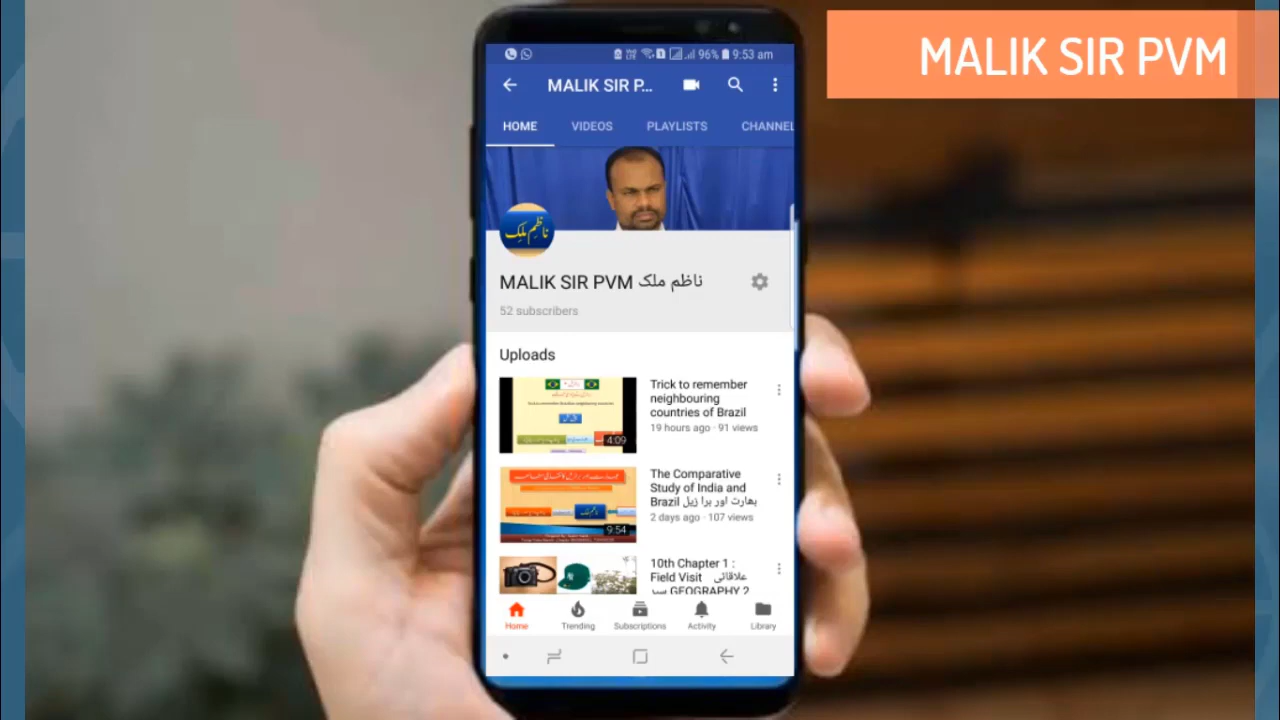 MALIK SIR PVM
96% 9:53 am
MALIK SIR P...
HOME VIDEOS PLAYLISTS CHANNEL
ناظم ملک
MALIK SIR PVM ناظم ملک
52 subscribers
Uploads
Trick to remember
neighbouring
countries of Brazil
19 hours ago · 91 views
4:09
The Comparative
Study of India and
Brazil بھارت اور برا زیل
2 days ago · 107 views
9:54
10th Chapter 1 :
Field Visit علاقائی
GEOGRAPHY 2
Home Trending Subscriptions Activity Library